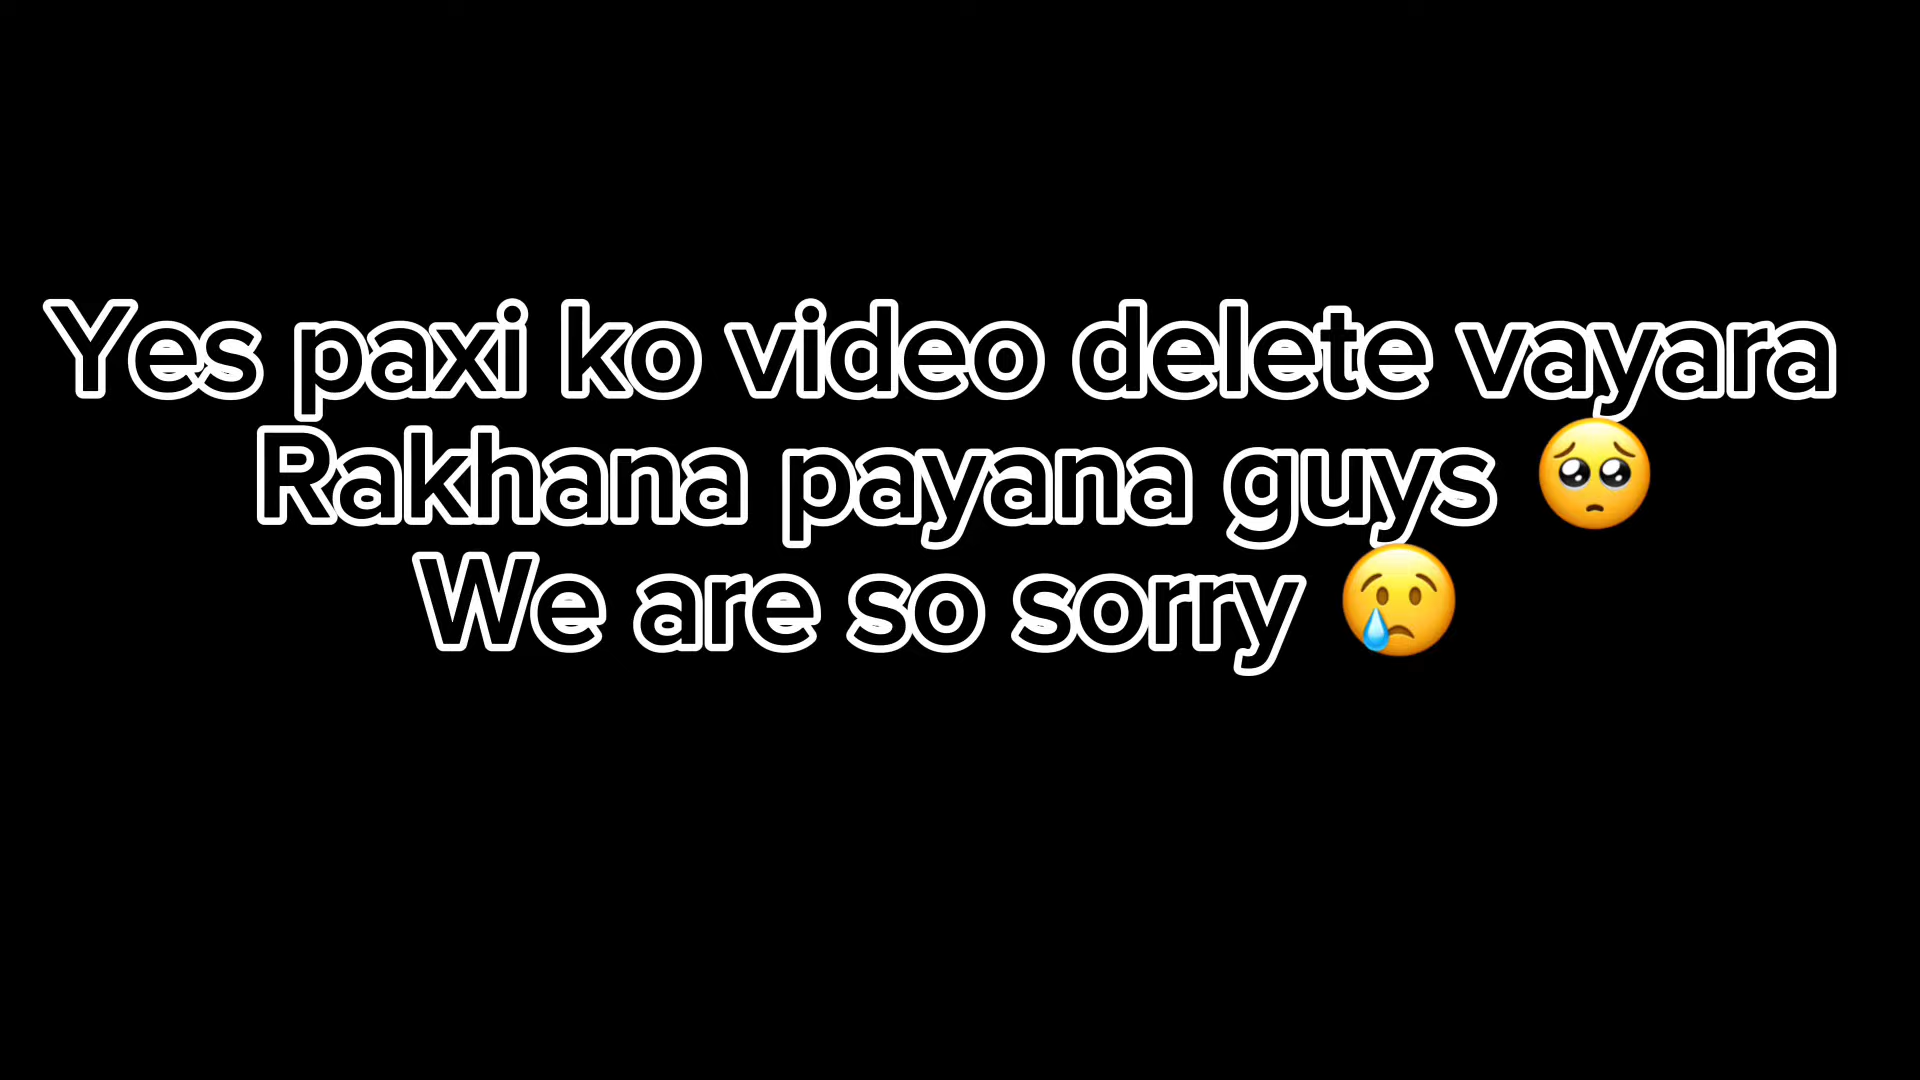 Yes paxi ko video delete vayara
Rakhana payana guys 🥺
We are so sorry 😢